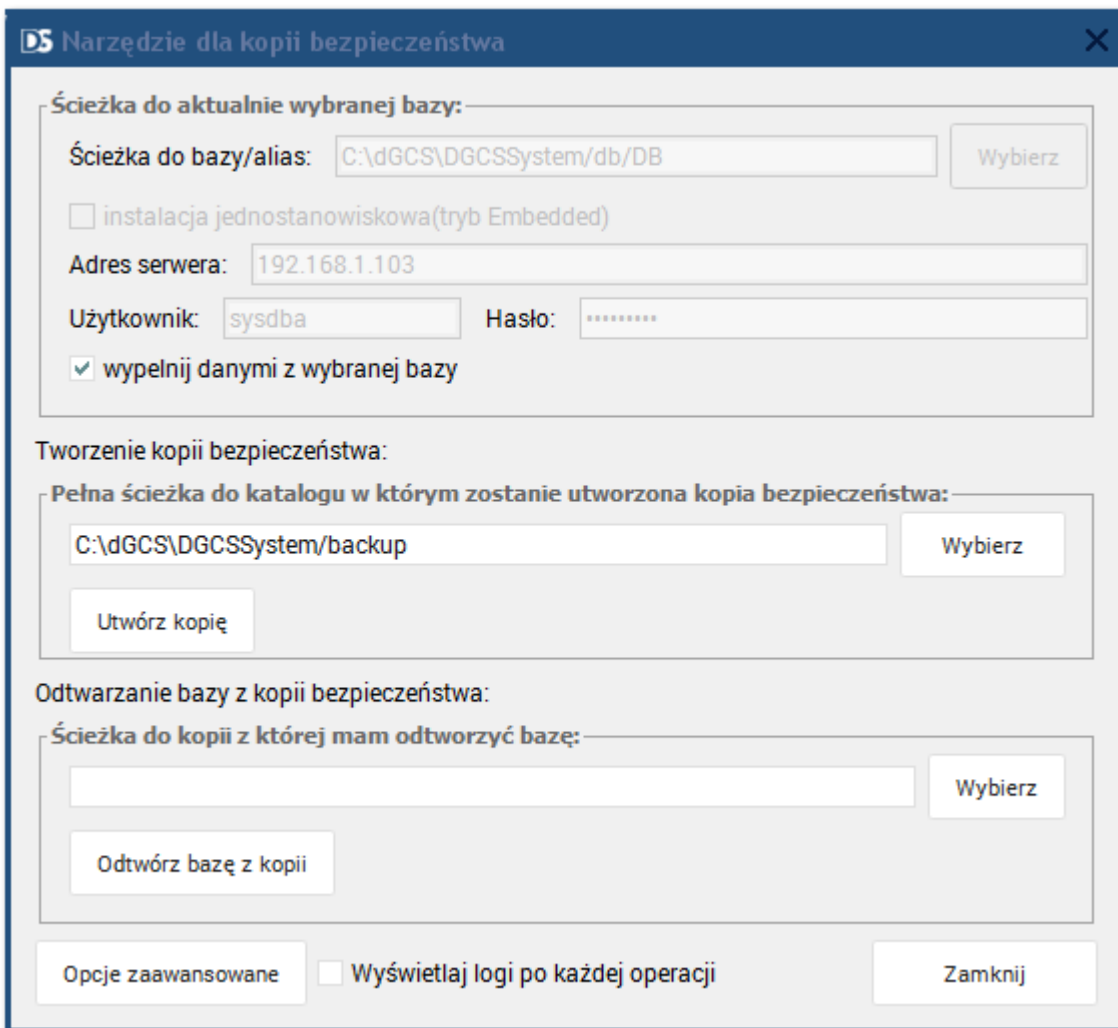 DS Narzędzie dla kopii bezpieczeństwa
Ścieżka do aktualnie wybranej bazy:
Ścieżka do bazy/alias: C:\dGCS\DGCSSystem/db/DB Wybierz
instalacja jednostanowiskowa(tryb Embedded)
Adres serwera: 192.168.1.103
Użytkownik: sysdba Hasło: •••••••••
wypelnij danymi z wybranej bazy
Tworzenie kopii bezpieczeństwa:
Pełna ścieżka do katalogu w którym zostanie utworzona kopia bezpieczeństwa:
C:\dGCS\DGCSSystem/backup Wybierz
Utwórz kopię
Odtwarzanie bazy z kopii bezpieczeństwa:
Ścieżka do kopii z której mam odtworzyć bazę:
Wybierz
Odtwórz bazę z kopii
Opcje zaawansowane Wyświetlaj logi po każdej operacji Zamknij